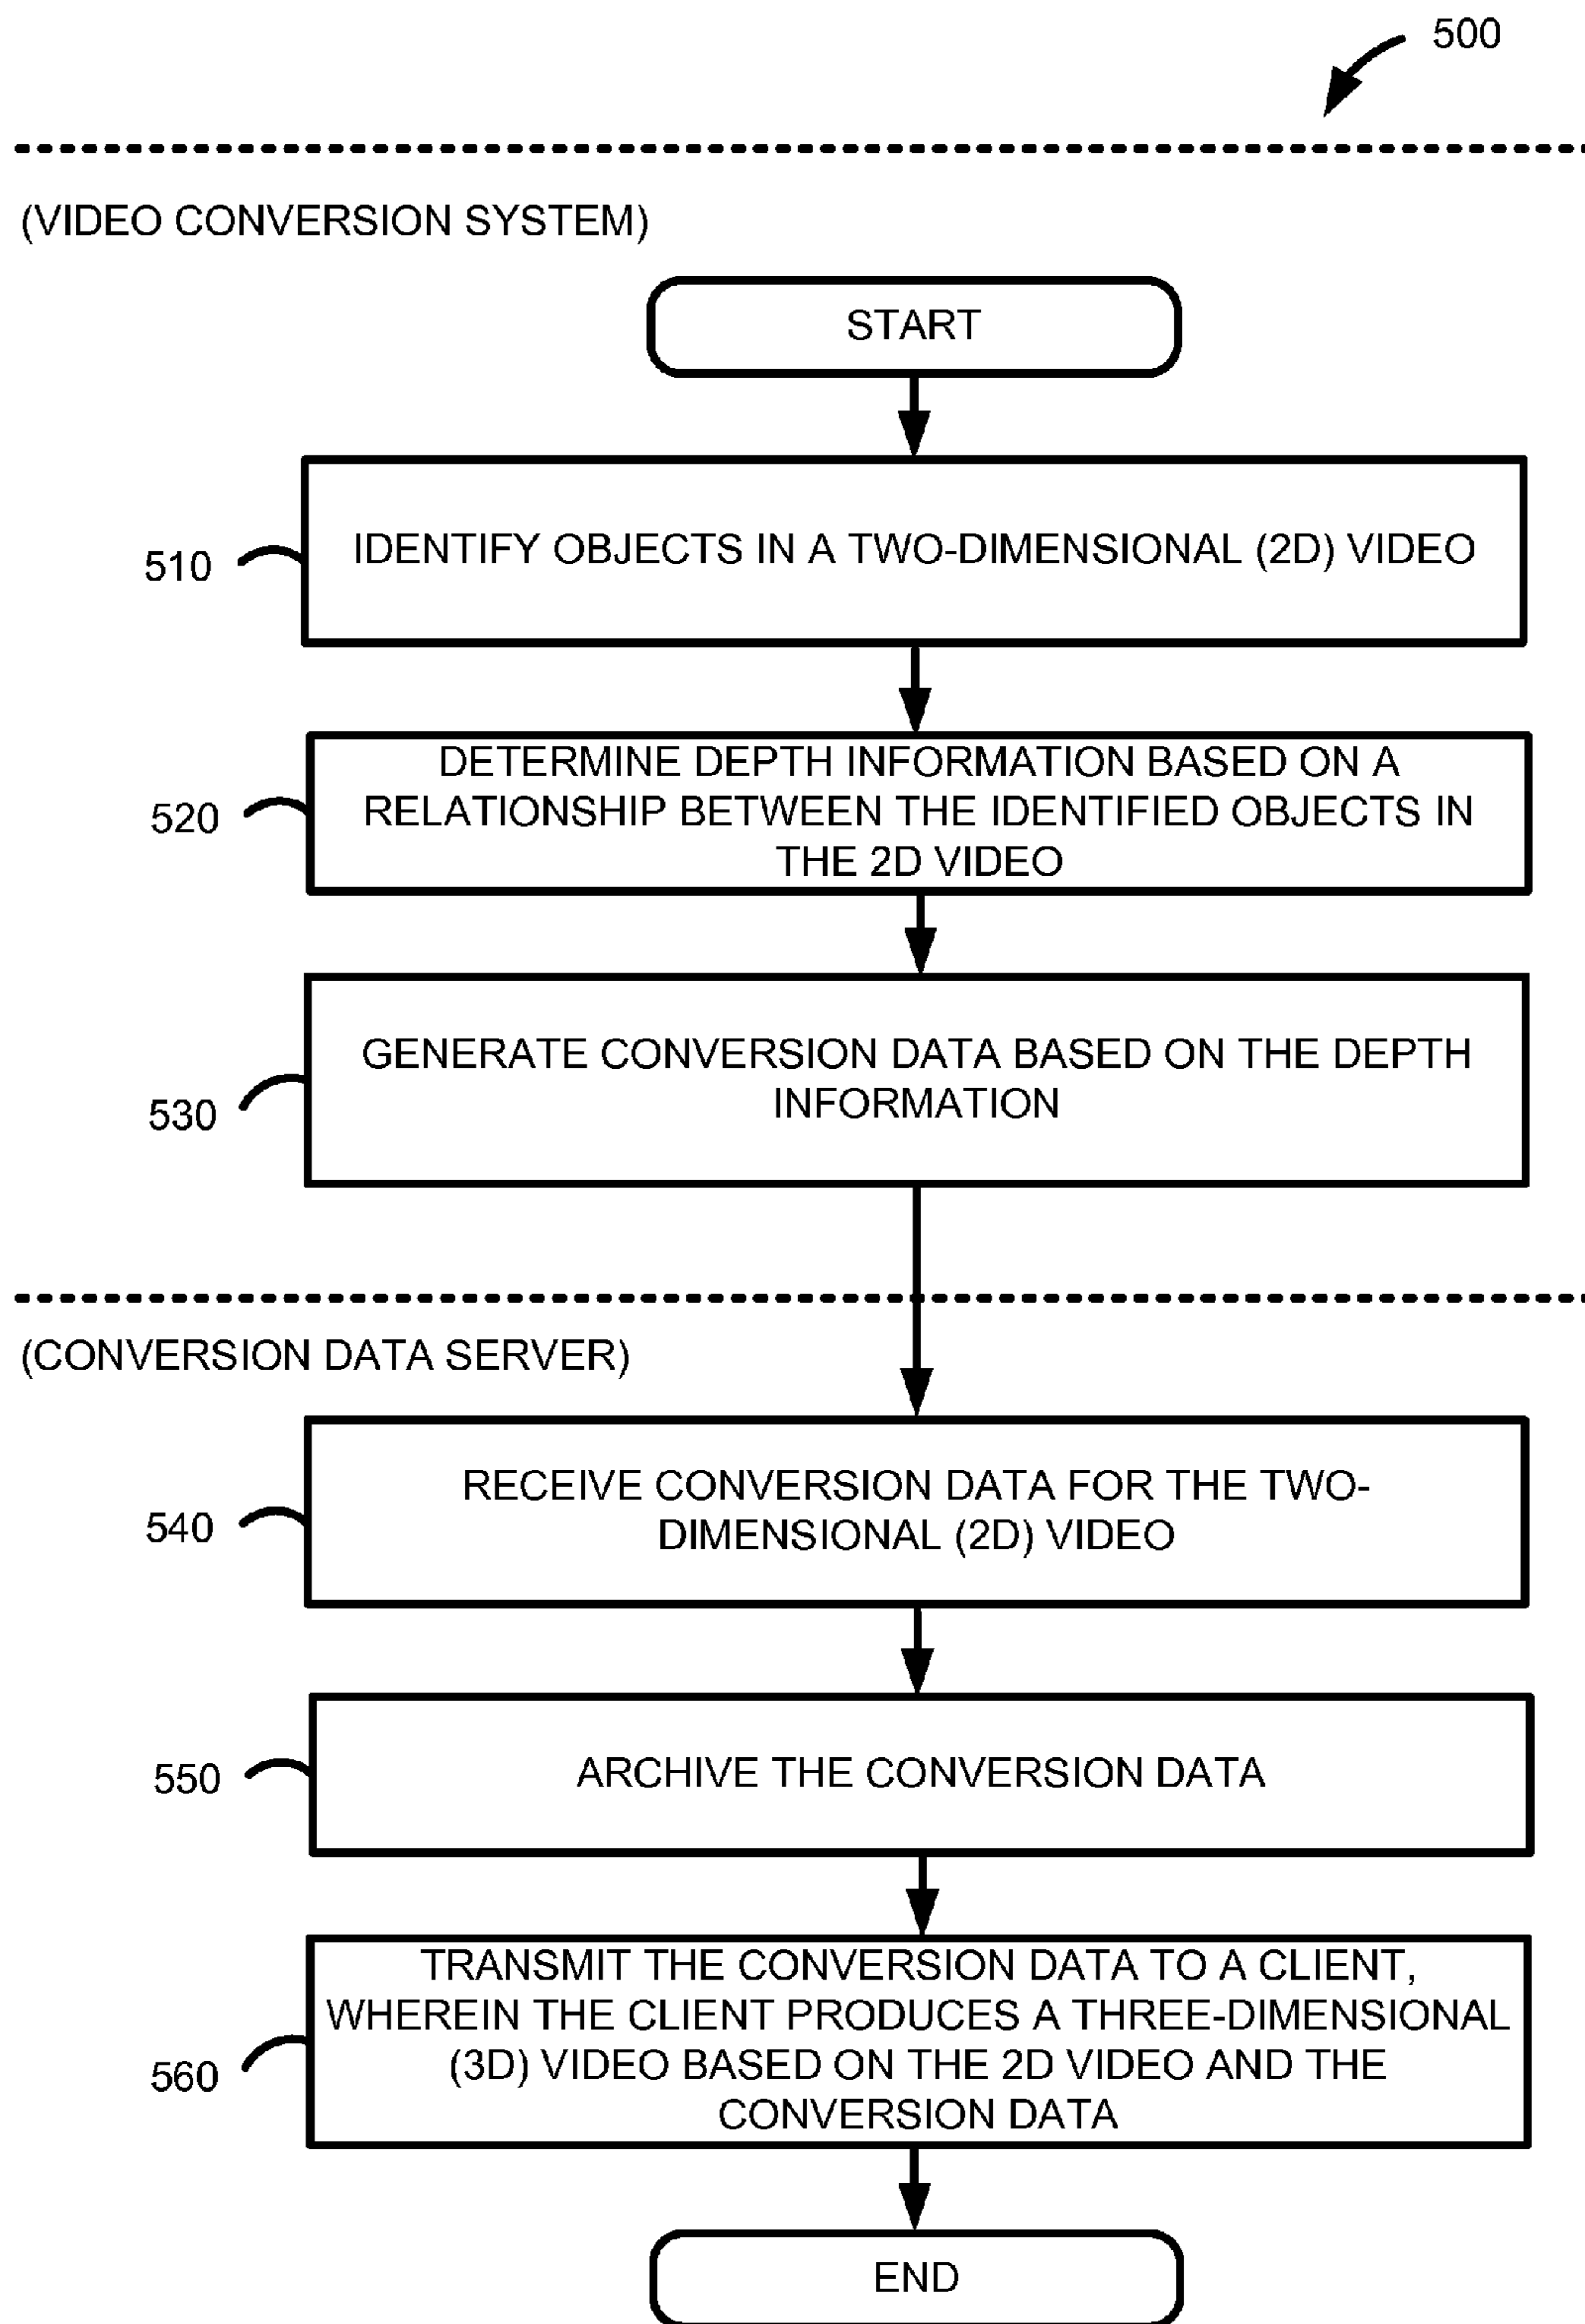 500
(VIDEO CONVERSION SYSTEM)
START
510
IDENTIFY OBJECTS IN A TWO-DIMENSIONAL (2D) VIDEO
DETERMINE DEPTH INFORMATION BASED ON A
520
RELATIONSHIP BETWEEN THE IDENTIFIED OBJECTS IN
THE 2D VIDEO
GENERATE CONVERSION DATA BASED ON THE DEPTH
530
INFORMATION
(CONVERSION DATA SERVER)
RECEIVE CONVERSION DATA FOR THE TWO-
540
DIMENSIONAL (2D) VIDEO
550
ARCHIVE THE CONVERSION DATA
TRANSMIT THE CONVERSION DATA TO A CLIENT,
WHEREIN THE CLIENT PRODUCES A THREE-DIMENSIONAL
560
(3D) VIDEO BASED ON THE 2D VIDEO AND THE
CONVERSION DATA
END